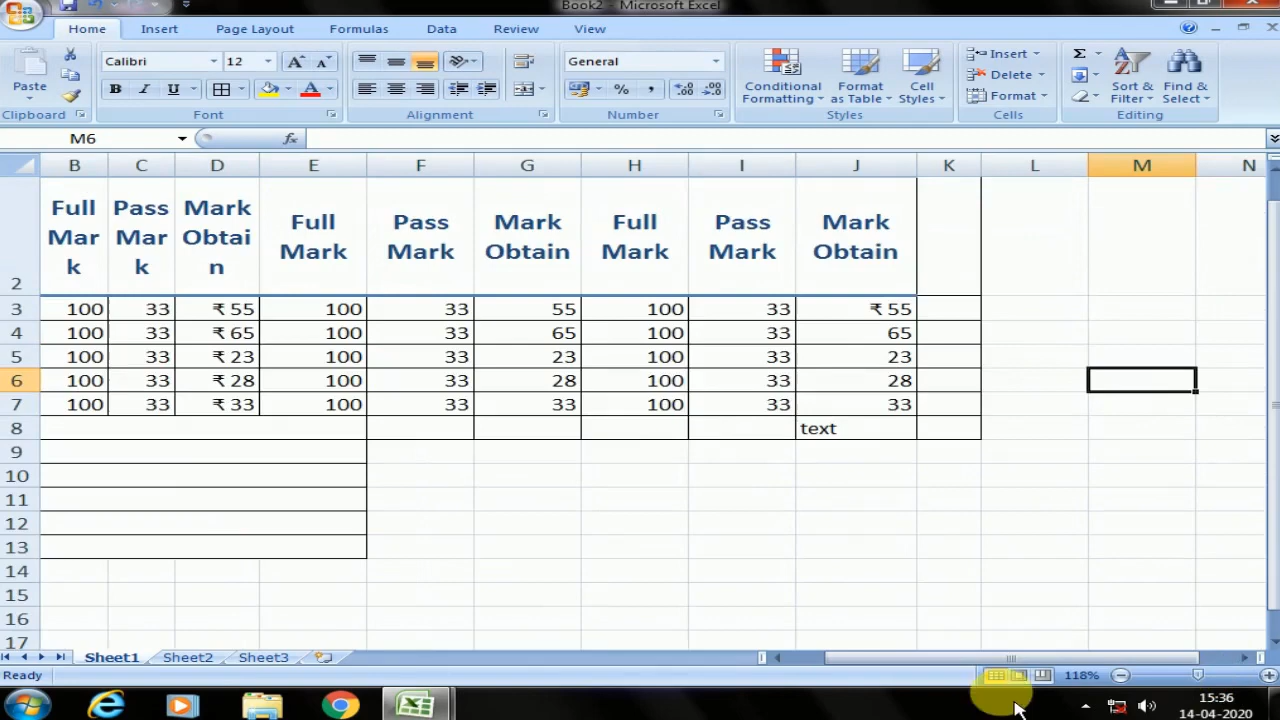 Book2 - Microsoft Excel
Home Insert Page Layout Formulas Data Review View
Calibri 12 General
Paste
B I U
Conditional Formatting
Format as Table
Cell Styles
Insert
Delete
Format
Σ
Sort & Filter
Find & Select
Clipboard Font Alignment Number Styles Cells Editing
M6 fx
B C D E F G H I J K L M N
2 Full Mark Pass Mark Mark Obtain Full Mark Pass Mark Mark Obtain Full Mark Pass Mark Mark Obtain
3 100 33 ₹ 55 100 33 55 100 33 ₹ 55
4 100 33 ₹ 65 100 33 65 100 33 65
5 100 33 ₹ 23 100 33 23 100 33 23
6 100 33 ₹ 28 100 33 28 100 33 28
7 100 33 ₹ 33 100 33 33 100 33 33
8 text
9
10
11
12
13
14
15
16
17
Sheet1 Sheet2 Sheet3
Ready 118%
15:36
14-04-2020